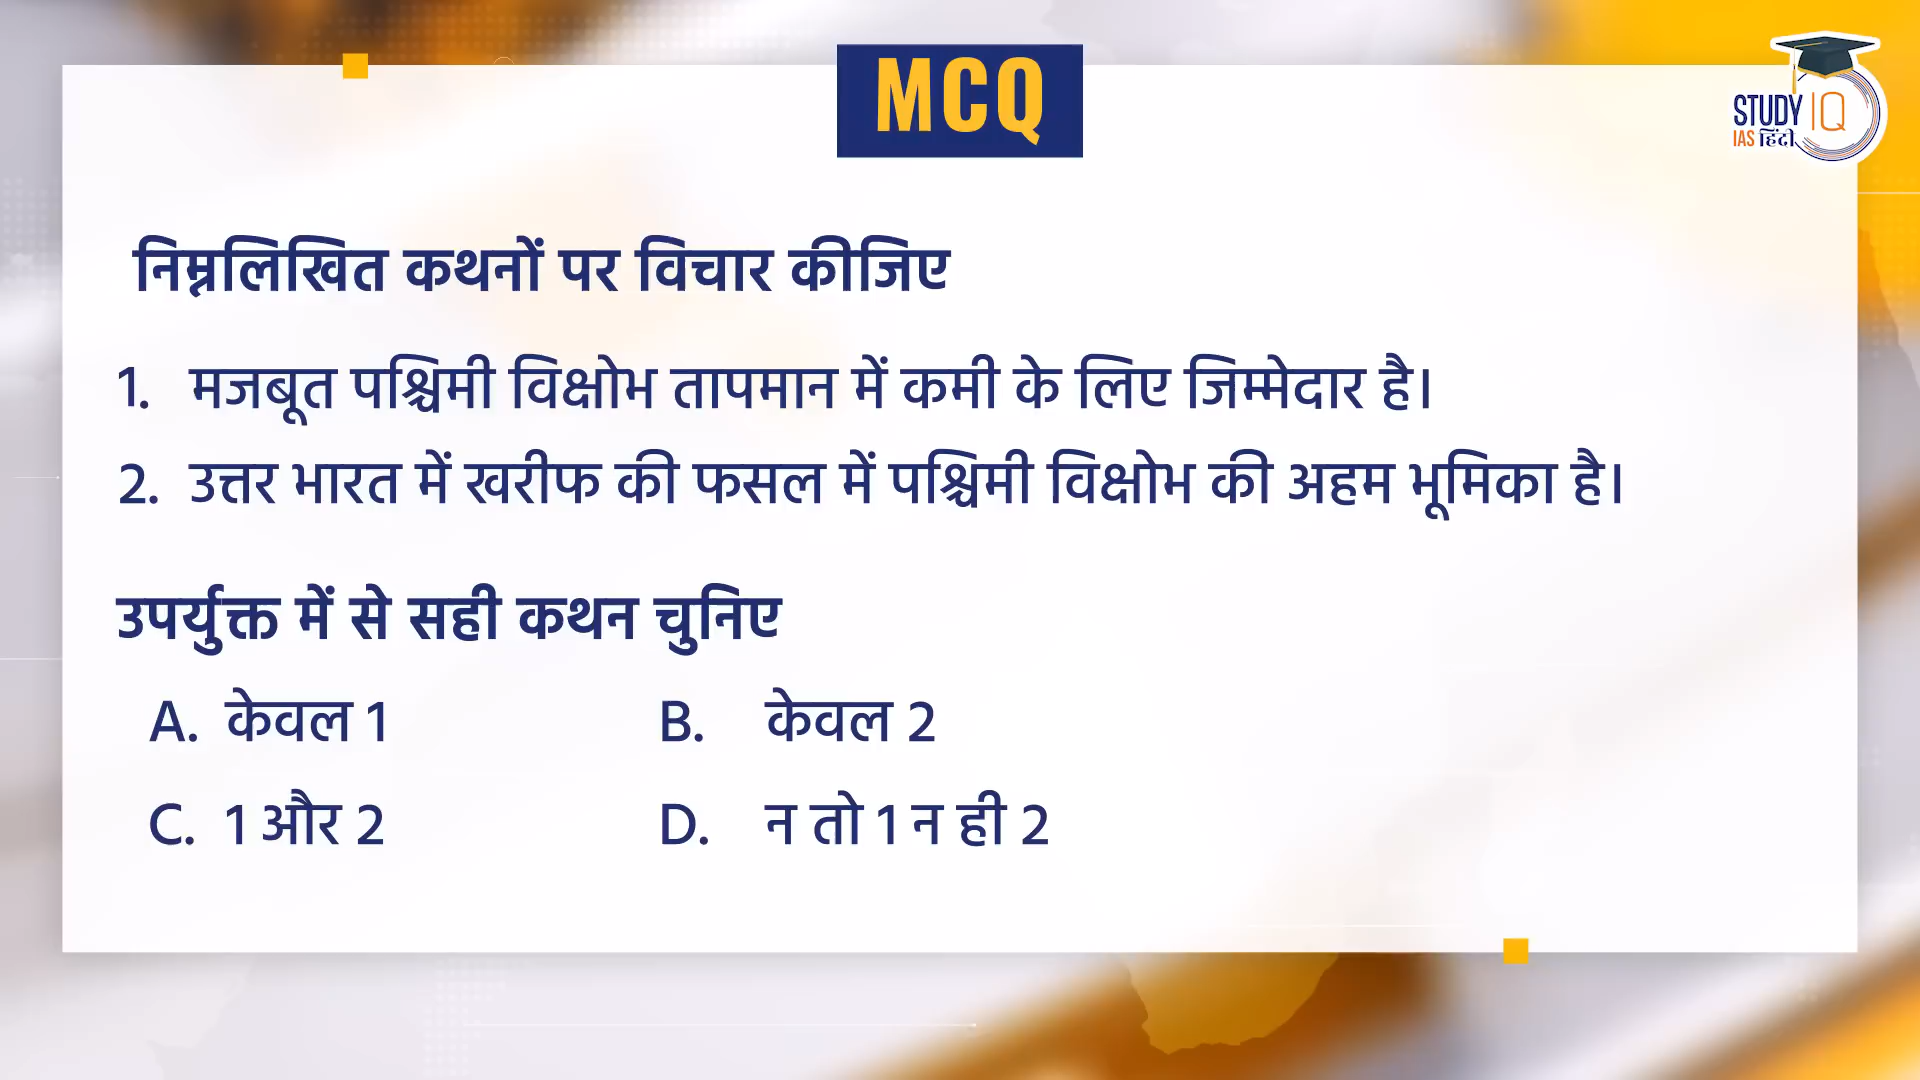 MCQ
STUDY IQ
IAS हिंदी
निम्नलिखित कथनों पर विचार कीजिए
1. मजबूत पश्चिमी विक्षोभ तापमान में कमी के लिए जिम्मेदार है।
2. उत्तर भारत में खरीफ की फसल में पश्चिमी विक्षोभ की अहम भूमिका है।
उपर्युक्त में से सही कथन चुनिए
A. केवल 1 B. केवल 2
C. 1 और 2 D. न तो 1 न ही 2